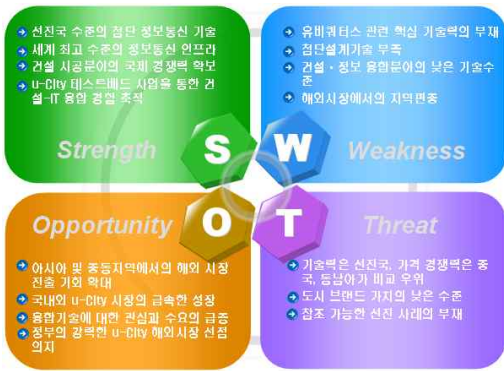 선진국 수준의 첨단 정보통신 기술
세계 최고 수준의 정보통신 인프라
건설 시공분야의 국제 경쟁력 확보
u-City 테스트베드 사업을 통한 건
설-IT 융합 경험 축적
Strength
S
유비쿼터스 관련 핵심 기술력의 부재
첨단설계기술 부족
건설·정보 융합분야의 낮은 기술수
준
해외시장에서의 지역편중
W
Weakness
Opportunity
O
아시아 및 중동지역에서의 해외 시장
진출 기회 확대
국내외 u-City 시장의 급속한 성장
융합기술에 대한 관심과 수요의 급증
정부의 강력한 u-City 해외시장 선점
의지
T
Threat
기술력은 선진국, 가격 경쟁력은 중
국, 동남아가 비교 우위
도시 브랜드 가치의 낮은 수준
참조 가능한 선진 사례의 부재